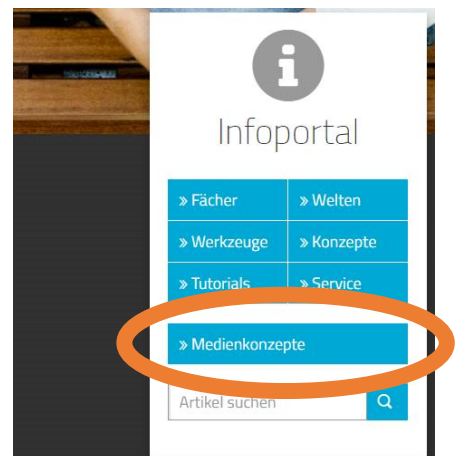 Infoportal
» Fächer » Welten
» Werkzeuge » Konzepte
» Tutorials » Service
» Medienkonzepte
Artikel suchen